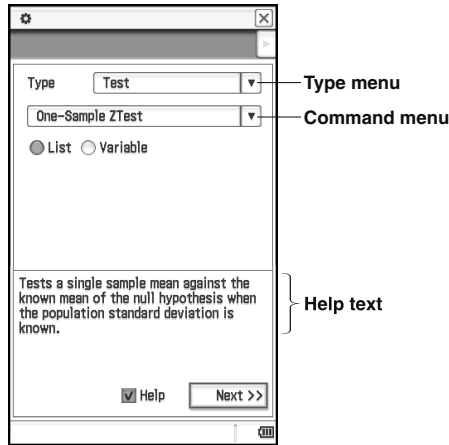 Type Test
Type menu
One-Sample ZTest
Command menu
List Variable
Tests a single sample mean against the
known mean of the null hypothesis when
the population standard deviation is
known.
Help text
Help Next >>